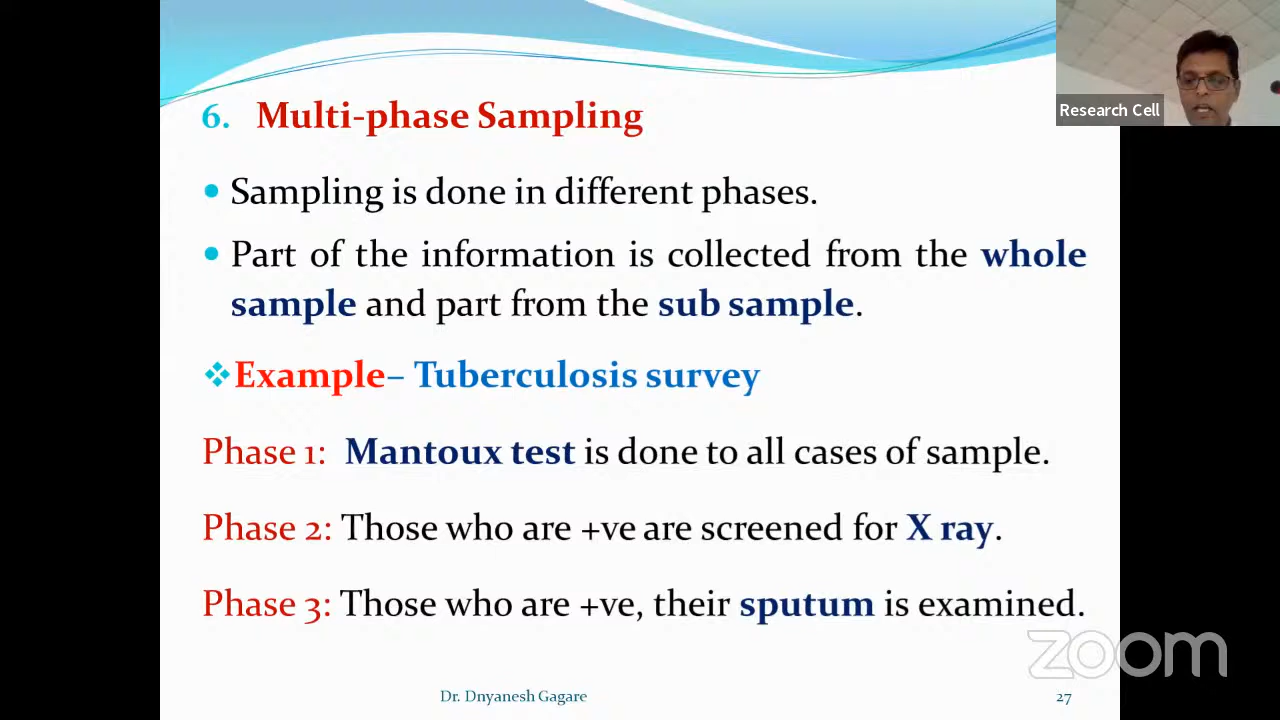 Research Cell
6. Multi-phase Sampling
• Sampling is done in different phases.
• Part of the information is collected from the whole
sample and part from the sub sample.
❖Example– Tuberculosis survey
Phase 1: Mantoux test is done to all cases of sample.
Phase 2: Those who are +ve are screened for X ray.
Phase 3: Those who are +ve, their sputum is examined.
zoom
Dr. Dnyanesh Gagare
27